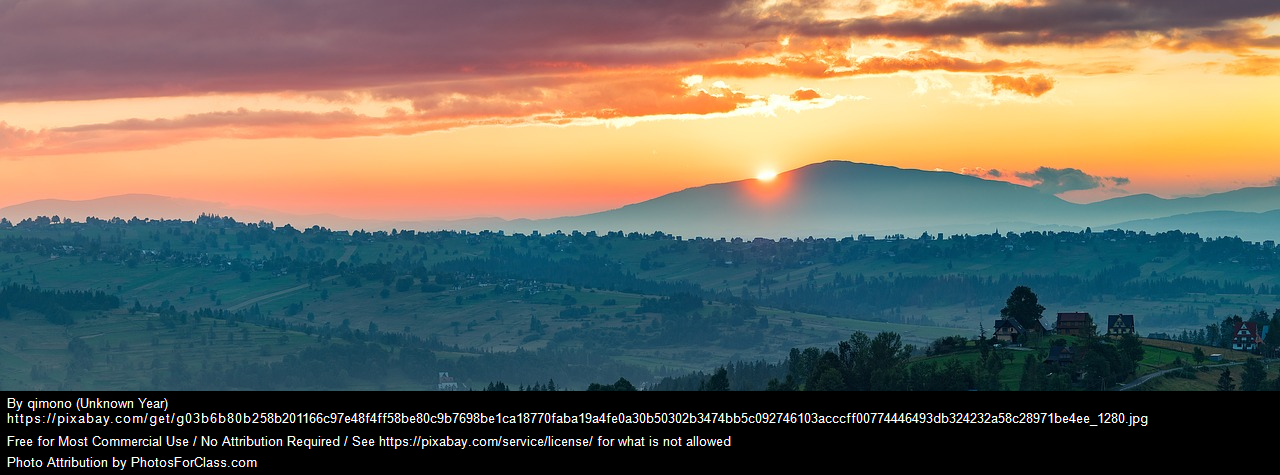 By qimono (Unknown Year)
https://pixabay.com/get/g03b6b80b258b201166c97e48f4ff58be80c9b7698be1ca18770faba19a4fe0a30b50302b3474bb5c092746103acccff00774446493db324232a58c28971be4ee_1280.jpg
Free for Most Commercial Use / No Attribution Required / See https://pixabay.com/service/license/ for what is not allowed
Photo Attribution by PhotosForClass.com